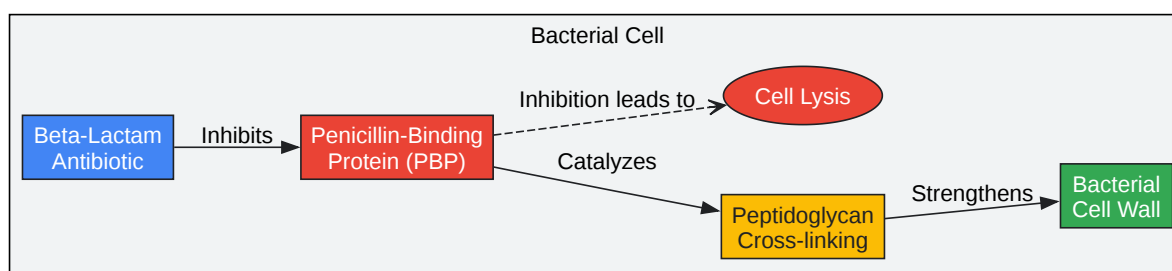 Bacterial Cell
Beta-Lactam
Antibiotic
Inhibits
Penicillin-Binding
Protein (PBP)
Inhibition leads to
Cell Lysis
Catalyzes
Peptidoglycan
Cross-linking
Strengthens
Bacterial
Cell Wall